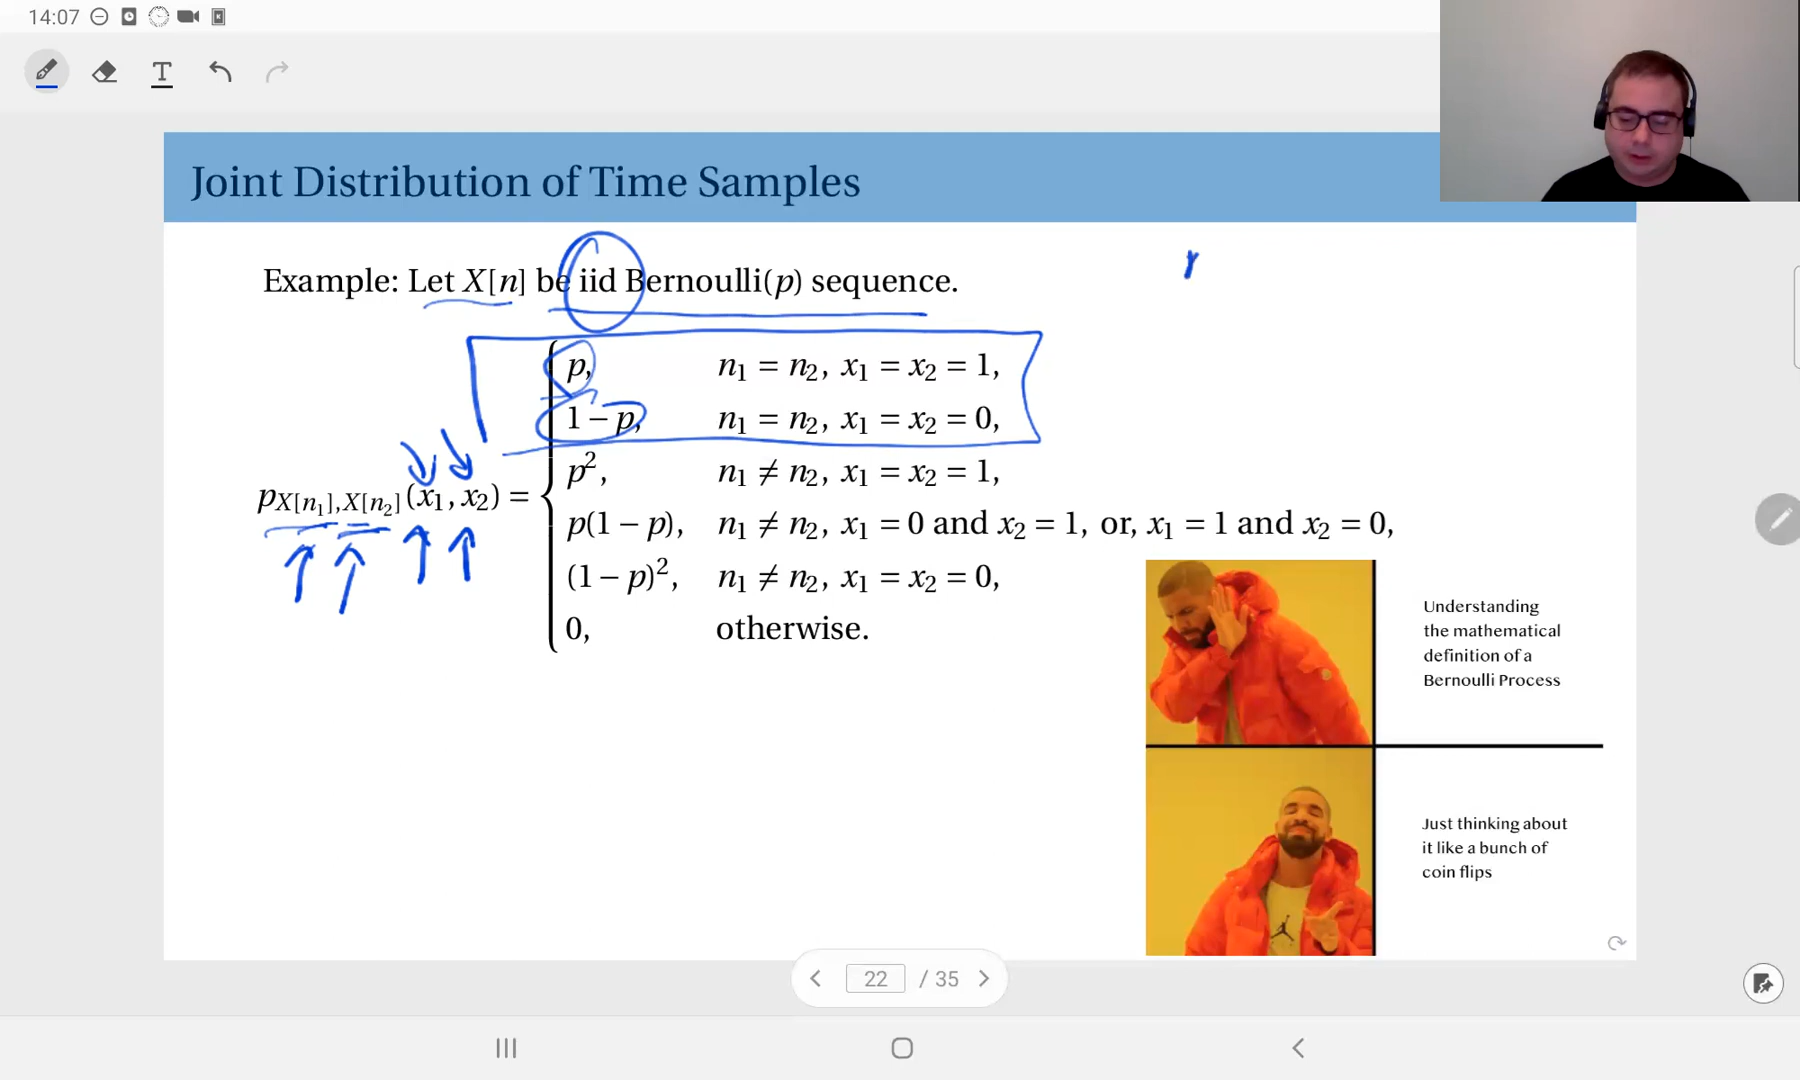 14:07
T
Joint Distribution of Time Samples
Example: Let X[n] be iid Bernoulli(p) sequence.
p, n₁ = n₂, x₁ = x₂ = 1,
1 − p, n₁ = n₂, x₁ = x₂ = 0,
p², n₁ ≠ n₂, x₁ = x₂ = 1,
p_{X[n₁],X[n₂]}(x₁, x₂) =
p(1 − p), n₁ ≠ n₂, x₁ = 0 and x₂ = 1, or, x₁ = 1 and x₂ = 0,
(1 − p)², n₁ ≠ n₂, x₁ = x₂ = 0,
0, otherwise.
Understanding
the mathematical
definition of a
Bernoulli Process
Just thinking about
it like a bunch of
coin flips
22 / 35